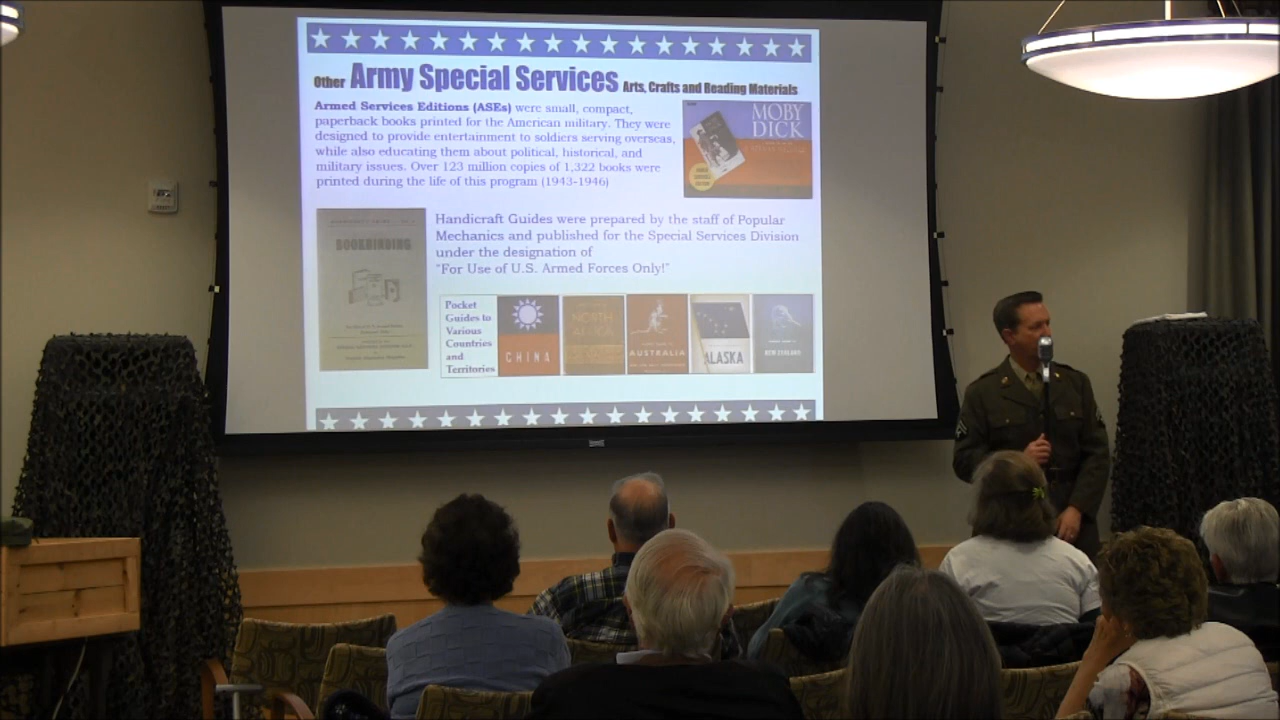 Other Army Special Services Arts, Crafts and Reading Materials
Armed Services Editions (ASEs) were small, compact,
paperback books printed for the American military. They were
designed to provide entertainment to soldiers serving overseas,
while also educating them about political, historical, and
military issues. Over 123 million copies of 1,322 books were
printed during the life of this program (1943-1946)
MOBY
DICK
BOOKBINDING
Handicraft Guides were prepared by the staff of Popular
Mechanics and published for the Special Services Division
under the designation of
“For Use of U.S. Armed Forces Only!”
Pocket
Guides to
Various
Countries
and
Territories
CHINA
NORTH
AFRICA
AUSTRALIA
ALASKA
NEW ZEALAND